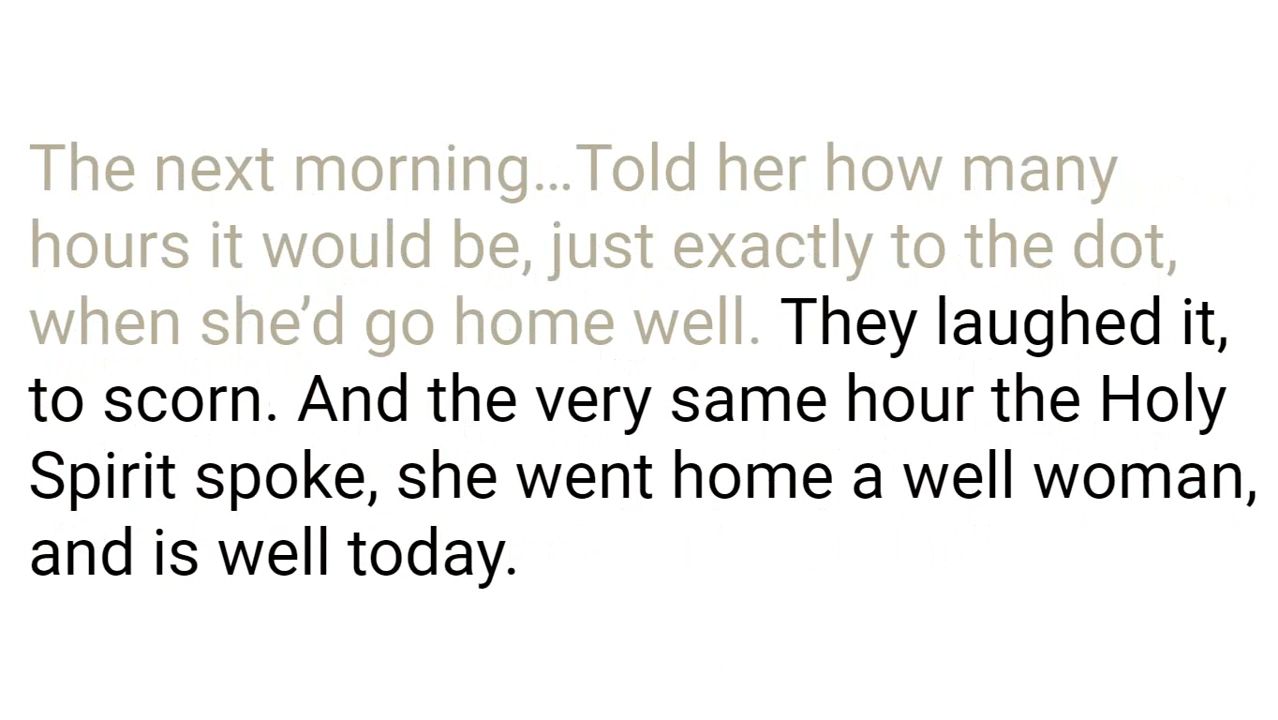 The next morning…Told her how many
hours it would be, just exactly to the dot,
when she’d go home well. They laughed it,
to scorn. And the very same hour the Holy
Spirit spoke, she went home a well woman,
and is well today.